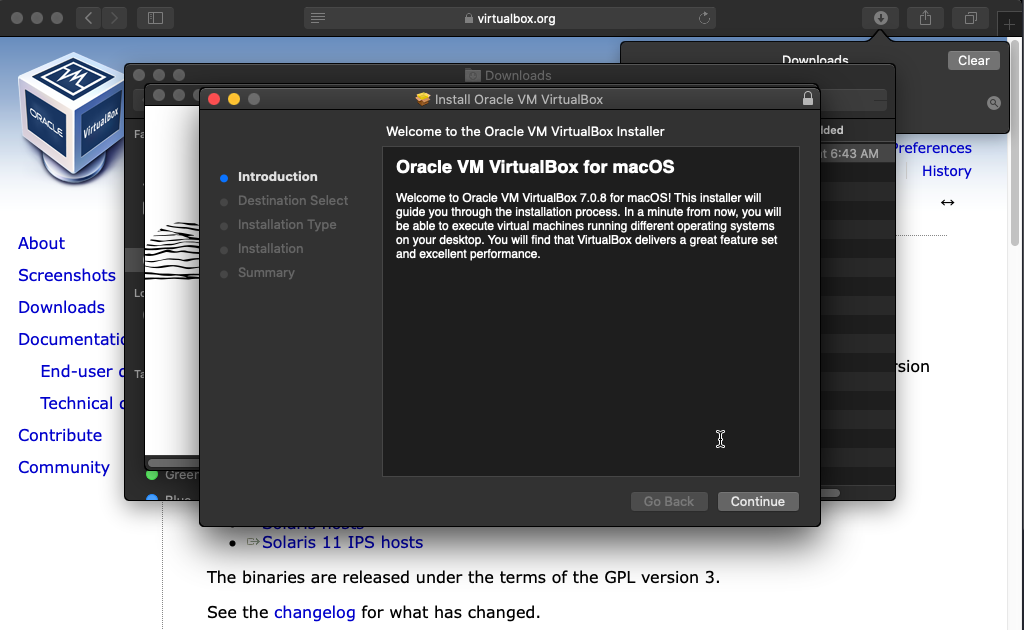 virtualbox.org
Downloads
Clear
Downloads
Install Oracle VM VirtualBox
Welcome to the Oracle VM VirtualBox Installer
Introduction
Destination Select
Installation Type
Installation
Summary
Oracle VM VirtualBox for macOS
Welcome to Oracle VM VirtualBox 7.0.8 for macOS! This installer will
guide you through the installation process. In a minute from now, you will
be able to execute virtual machines running different operating systems
on your desktop. You will find that VirtualBox delivers a great feature set
and excellent performance.
Go Back
Continue
ORACLE
VirtualBox
6:43 AM
Preferences
History
About
Screenshots
Downloads
End-user
Technical
Contribute
Community
Green
Blue
Solaris hosts
Solaris 11 IPS hosts
The binaries are released under the terms of the GPL version 3.
See the changelog for what has changed.